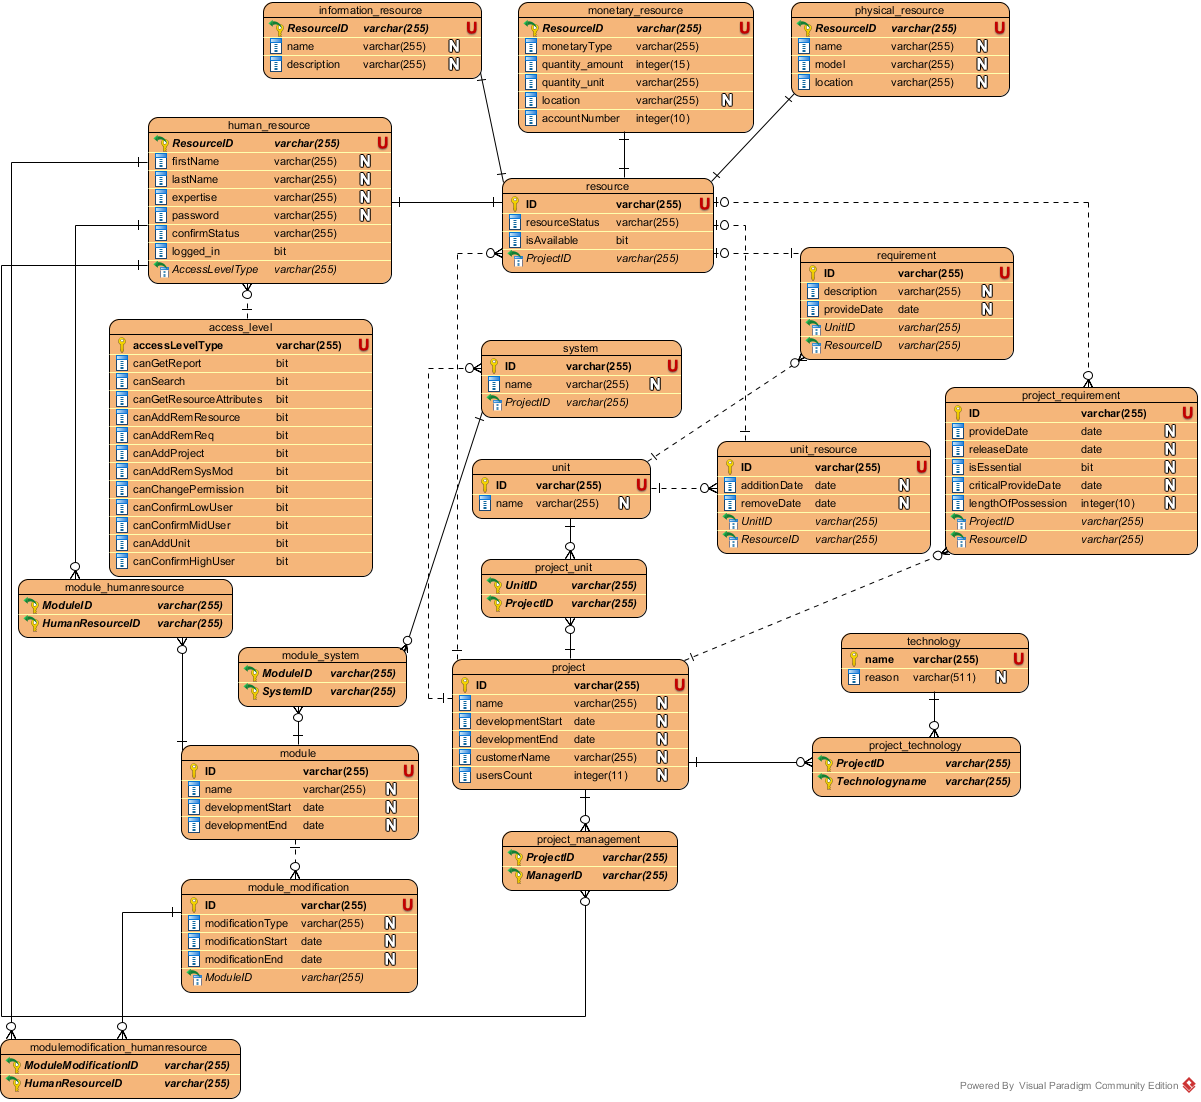 information_resource
ResourceID varchar(255) U
name varchar(255) N
description varchar(255) N
monetary_resource
ResourceID varchar(255) U
monetaryType varchar(255)
quantity_amount integer(15)
quantity_unit varchar(255)
location varchar(255) N
accountNumber integer(10)
physical_resource
ResourceID varchar(255) U
name varchar(255) N
model varchar(255) N
location varchar(255) N
human_resource
ResourceID varchar(255) U
firstName varchar(255) N
lastName varchar(255) N
expertise varchar(255) N
password varchar(255) N
confirmStatus varchar(255)
logged_in bit
AccessLevelType varchar(255)
resource
ID varchar(255) U
resourceStatus varchar(255)
isAvailable bit
ProjectID varchar(255)
requirement
ID varchar(255) U
description varchar(255) N
provideDate date N
UnitID varchar(255)
ResourceID varchar(255)
access_level
accessLevelType varchar(255) U
canGetReport bit
canSearch bit
canGetResourceAttributes bit
canAddRemResource bit
canAddRemReq bit
canAddProject bit
canAddRemSysMod bit
canChangePermission bit
canConfirmLowUser bit
canConfirmMidUser bit
canAddUnit bit
canConfirmHighUser bit
system
ID varchar(255) U
name varchar(255) N
ProjectID varchar(255)
project_requirement
ID varchar(255) U
provideDate date N
releaseDate date N
isEssential bit N
criticalProvideDate date N
lengthOfPossession integer(10) N
ProjectID varchar(255)
ResourceID varchar(255)
unit
ID varchar(255) U
name varchar(255) N
unit_resource
ID varchar(255) U
additionDate date N
removeDate date N
UnitID varchar(255)
ResourceID varchar(255)
project_unit
UnitID varchar(255)
ProjectID varchar(255)
module_humanresource
ModuleID varchar(255)
HumanResourceID varchar(255)
module_system
ModuleID varchar(255)
SystemID varchar(255)
project
ID varchar(255) U
name varchar(255) N
developmentStart date N
developmentEnd date N
customerName varchar(255) N
usersCount integer(11) N
technology
name varchar(255) U
reason varchar(511) N
module
ID varchar(255) U
name varchar(255) N
developmentStart date N
developmentEnd date N
project_technology
ProjectID varchar(255)
Technologyname varchar(255)
project_management
ProjectID varchar(255)
ManagerID varchar(255)
module_modification
ID varchar(255) U
modificationType varchar(255) N
modificationStart date N
modificationEnd date N
ModuleID varchar(255)
modulemodification_humanresource
ModuleModificationID varchar(255)
HumanResourceID varchar(255)
Powered By Visual Paradigm Community Edition